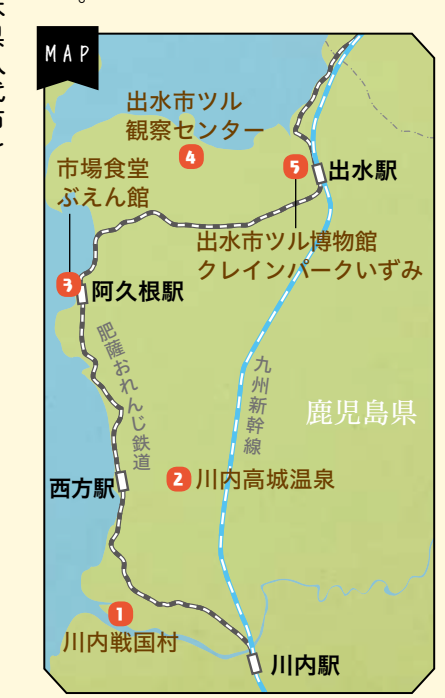 MAP
出水市ツル
観察センター
4
市場食堂
ぶえん館
5
出水駅
出水市ツル博物館
クレインパークいずみ
3
阿久根駅
肥薩おれんじ鉄道
九州新幹線
鹿児島県
2
川内高城温泉
西方駅
1
川内戦国村
川内駅